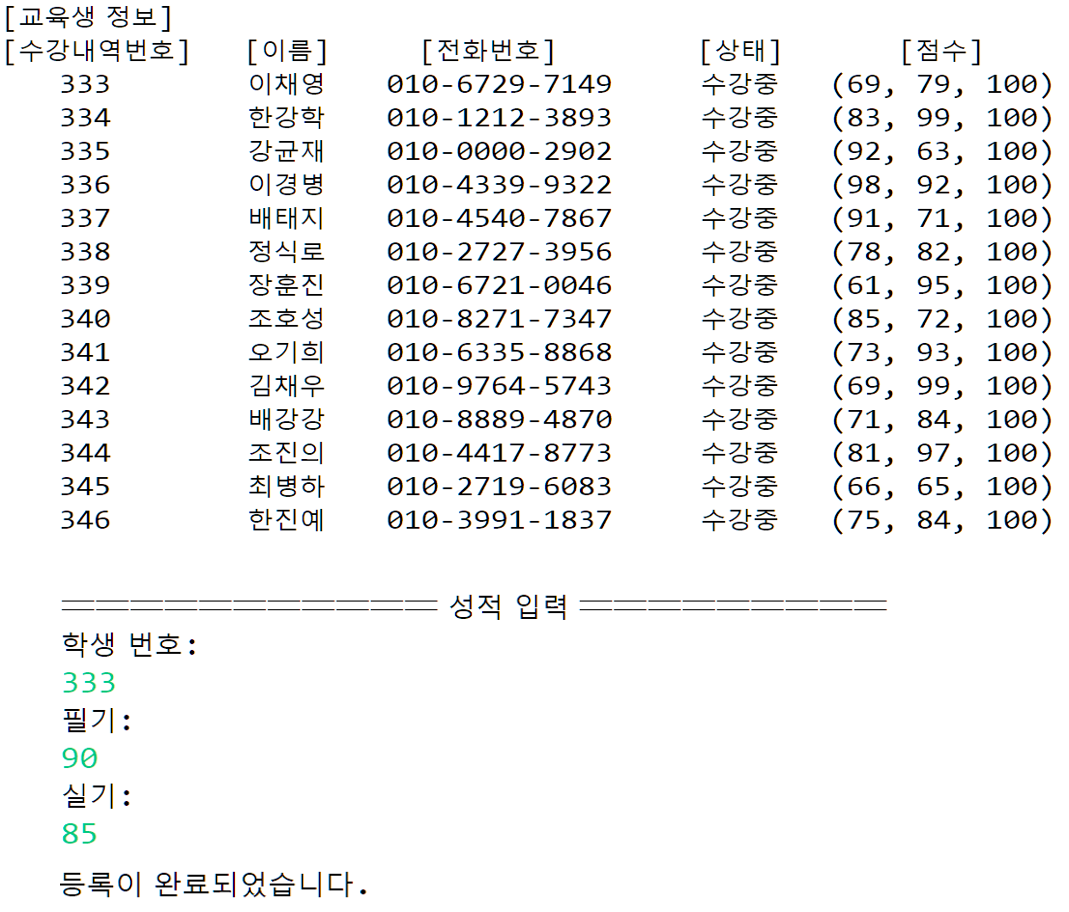 [교육생 정보]
[수강내역번호] [이름] [전화번호] [상태] [점수]
333 이채영 010-6729-7149 수강중 (69, 79, 100)
334 한강학 010-1212-3893 수강중 (83, 99, 100)
335 강균재 010-0000-2902 수강중 (92, 63, 100)
336 이경병 010-4339-9322 수강중 (98, 92, 100)
337 배태지 010-4540-7867 수강중 (91, 71, 100)
338 정식로 010-2727-3956 수강중 (78, 82, 100)
339 장훈진 010-6721-0046 수강중 (61, 95, 100)
340 조호성 010-8271-7347 수강중 (85, 72, 100)
341 오기희 010-6335-8868 수강중 (73, 93, 100)
342 김채우 010-9764-5743 수강중 (69, 99, 100)
343 배강강 010-8889-4870 수강중 (71, 84, 100)
344 조진의 010-4417-8773 수강중 (81, 97, 100)
345 최병하 010-2719-6083 수강중 (66, 65, 100)
346 한진예 010-3991-1837 수강중 (75, 84, 100)
═══════════ 성적 입력 ═════════
학생 번호:
333
필기:
90
실기:
85
등록이 완료되었습니다.